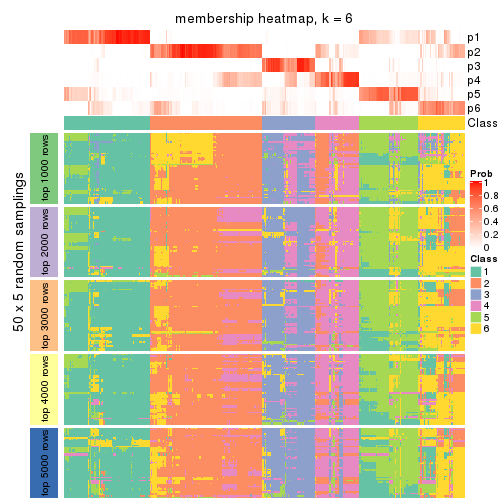 membership heatmap, k = 6
p1
p2
p3
p4
p5
p6
Class
50 x 5 random samplings
top 1000 rows
top 2000 rows
top 3000 rows
top 4000 rows
top 5000 rows
Prob
1
0.8
0.6
0.4
0.2
0
Class
1
2
3
4
5
6